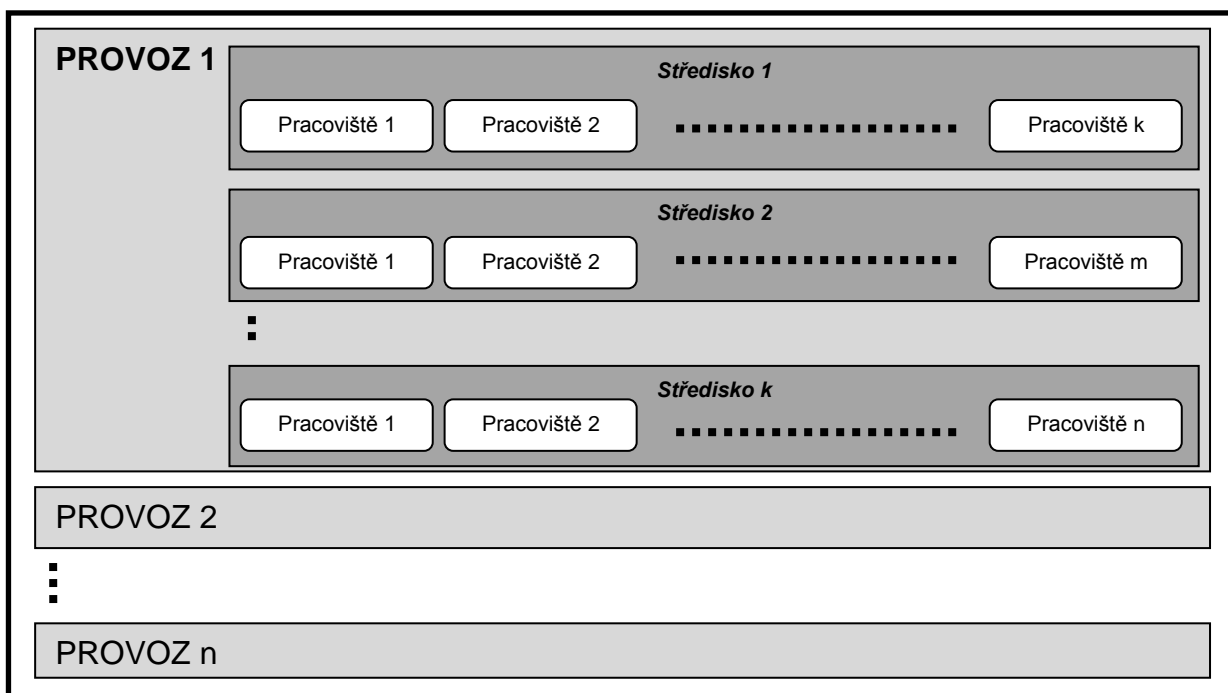 PROVOZ 1
Středisko 1
Pracoviště 1
Pracoviště 2
Pracoviště k
Středisko 2
Pracoviště 1
Pracoviště 2
Pracoviště m
Středisko k
Pracoviště 1
Pracoviště 2
Pracoviště n
PROVOZ 2
PROVOZ n